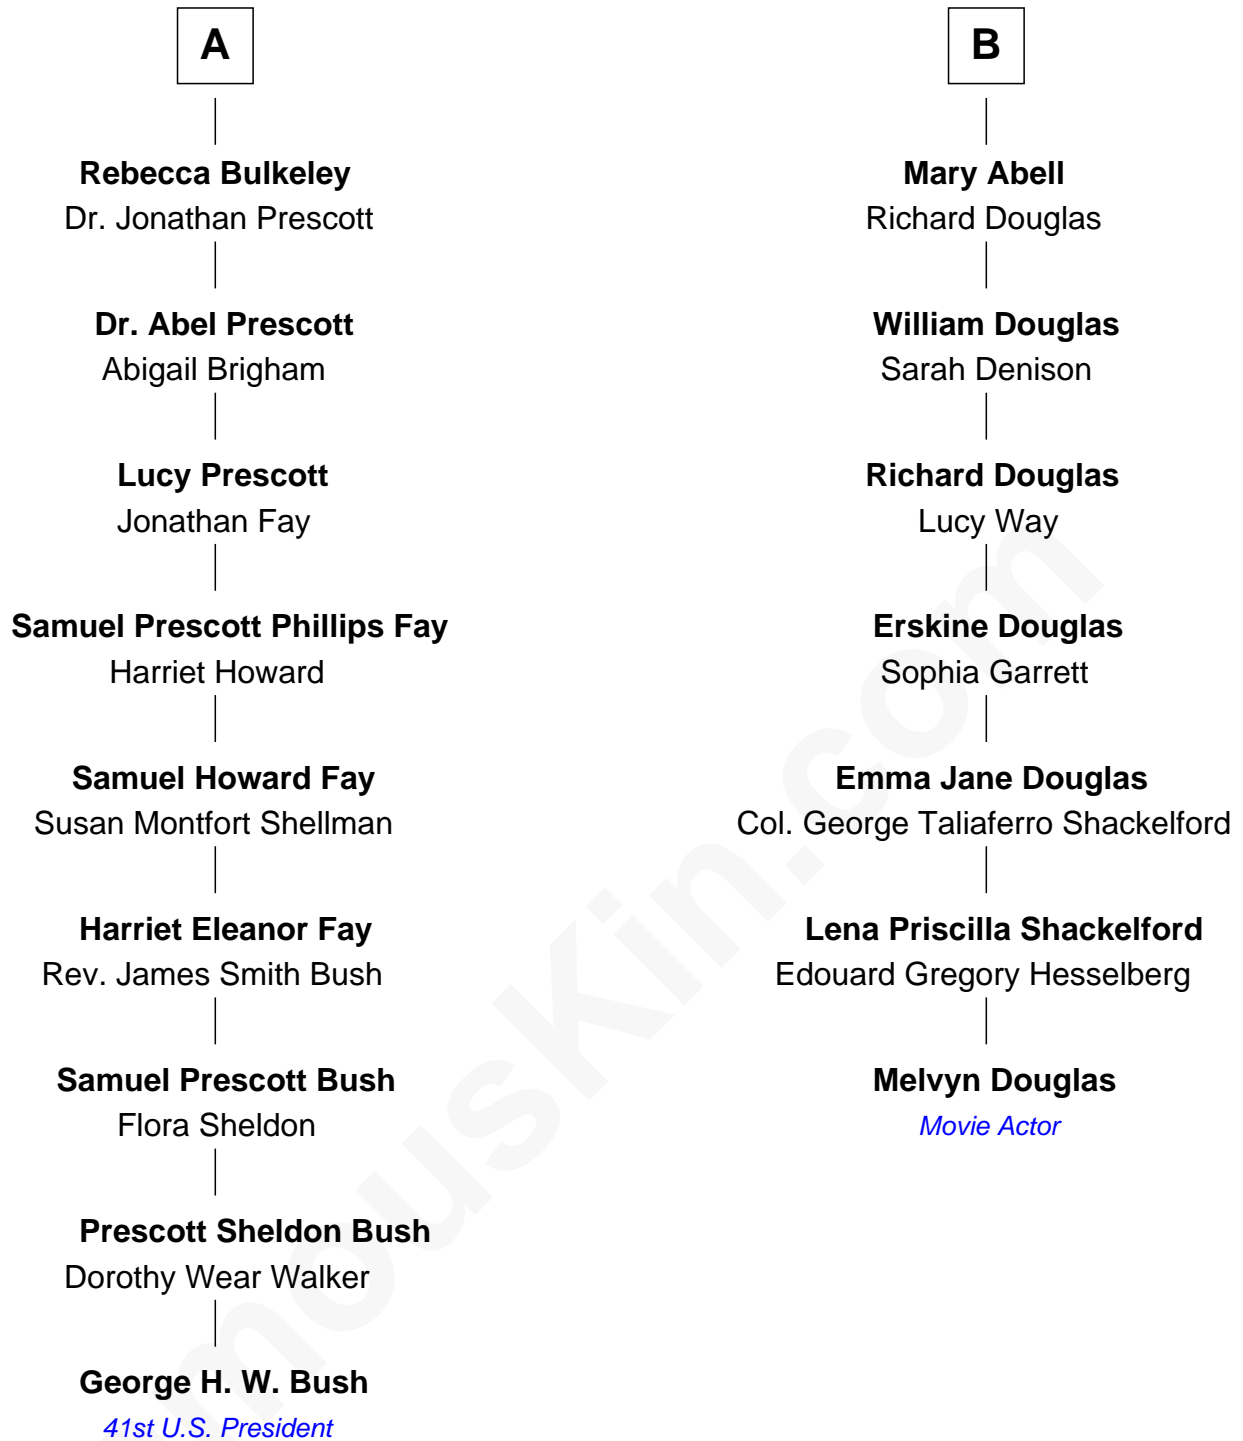 A
Rebecca Bulkeley
Dr. Jonathan Prescott
Dr. Abel Prescott
Abigail Brigham
Lucy Prescott
Jonathan Fay
Samuel Prescott Phillips Fay
Harriet Howard
Samuel Howard Fay
Susan Montfort Shellman
Harriet Eleanor Fay
Rev. James Smith Bush
Samuel Prescott Bush
Flora Sheldon
Prescott Sheldon Bush
Dorothy Wear Walker
George H. W. Bush
41st U.S. President
B
Mary Abell
Richard Douglas
William Douglas
Sarah Denison
Richard Douglas
Lucy Way
Erskine Douglas
Sophia Garrett
Emma Jane Douglas
Col. George Taliaferro Shackelford
Lena Priscilla Shackelford
Edouard Gregory Hesselberg
Melvyn Douglas
Movie Actor
mousKin.com